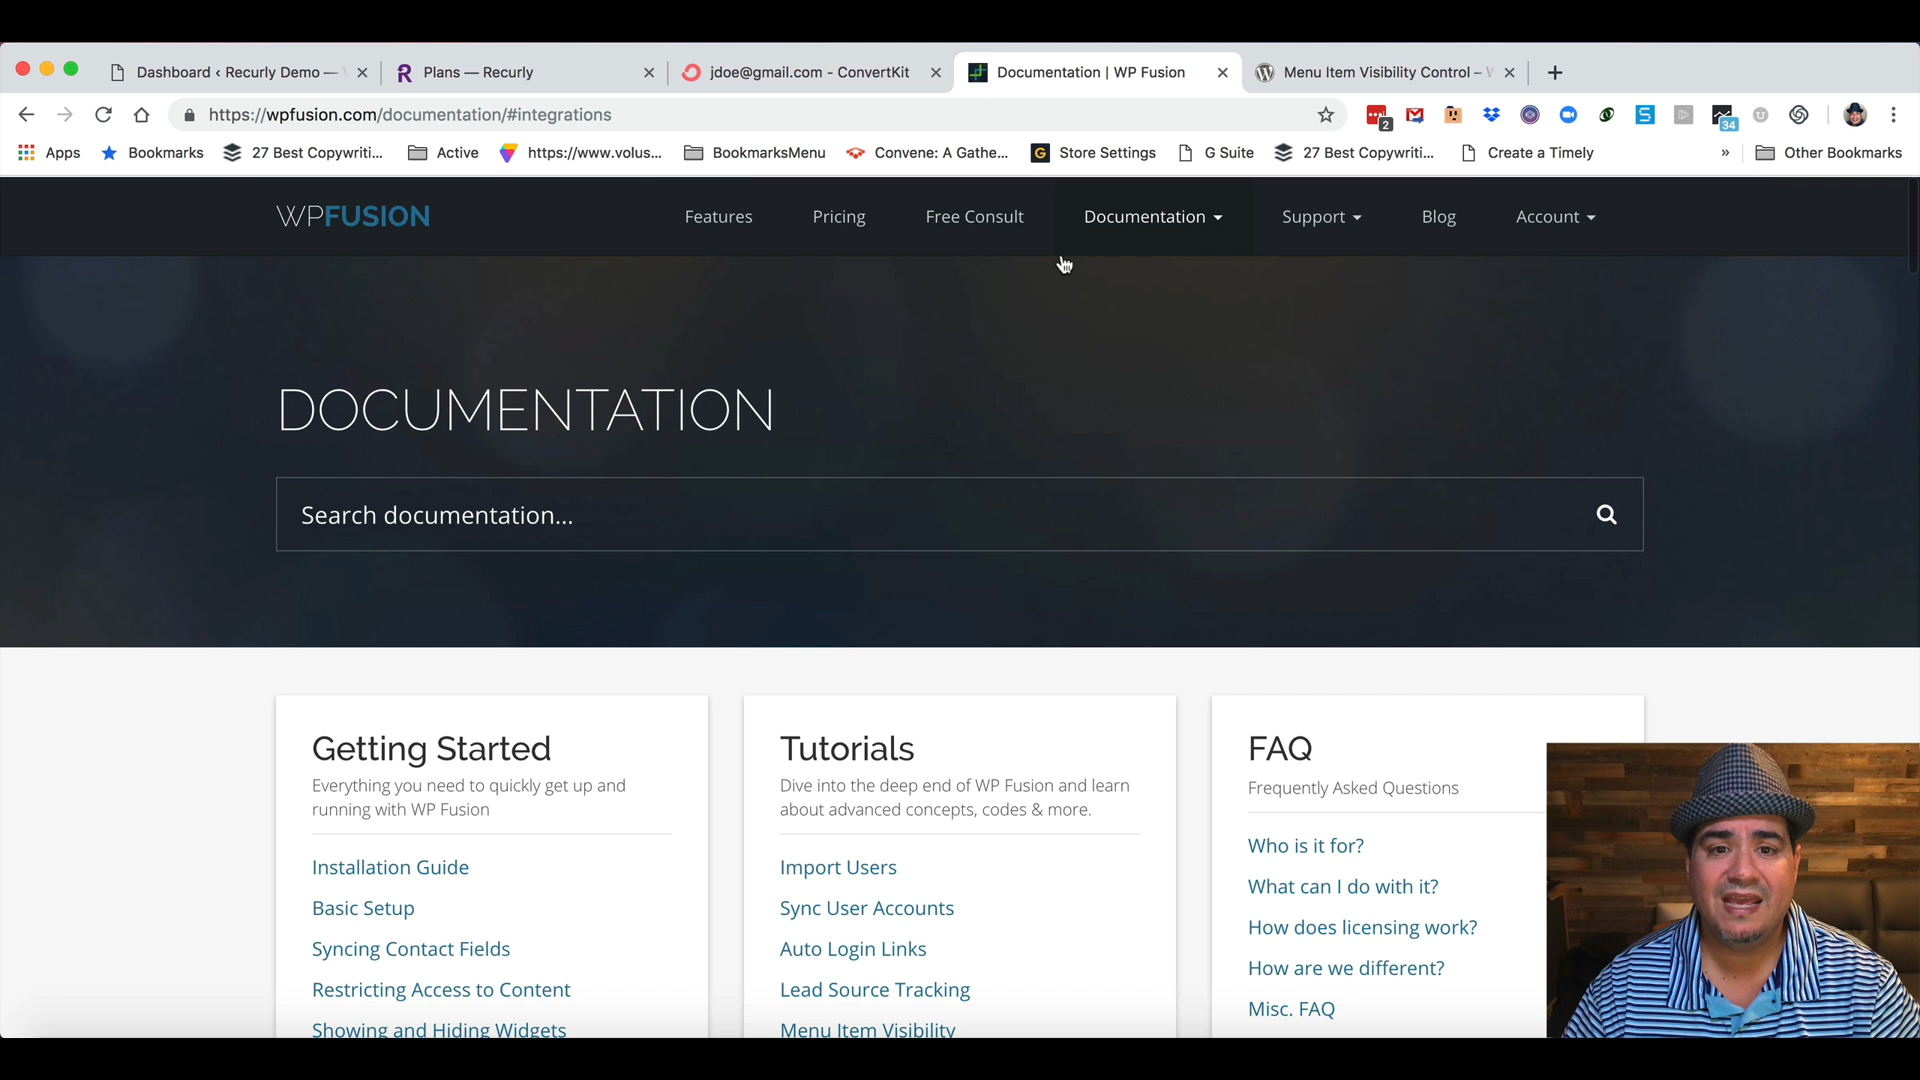 Dashboard ‹ Recurly Demo —
Plans — Recurly
jdoe@gmail.com - ConvertKit
Documentation | WP Fusion
Menu Item Visibility Control –
https://wpfusion.com/documentation/#integrations
2
34
Apps
Bookmarks
27 Best Copywriti...
Active
https://www.volus...
BookmarksMenu
Convene: A Gathe...
Store Settings
G Suite
27 Best Copywriti...
Create a Timely
»
Other Bookmarks
WPFUSION
Features
Pricing
Free Consult
Documentation
Support
Blog
Account
DOCUMENTATION
Search documentation...
Getting Started
Everything you need to quickly get up and
running with WP Fusion
Installation Guide
Basic Setup
Syncing Contact Fields
Restricting Access to Content
Showing and Hiding Widgets
Tutorials
Dive into the deep end of WP Fusion and learn
about advanced concepts, codes & more.
Import Users
Sync User Accounts
Auto Login Links
Lead Source Tracking
Menu Item Visibility
FAQ
Frequently Asked Questions
Who is it for?
What can I do with it?
How does licensing work?
How are we different?
Misc. FAQ